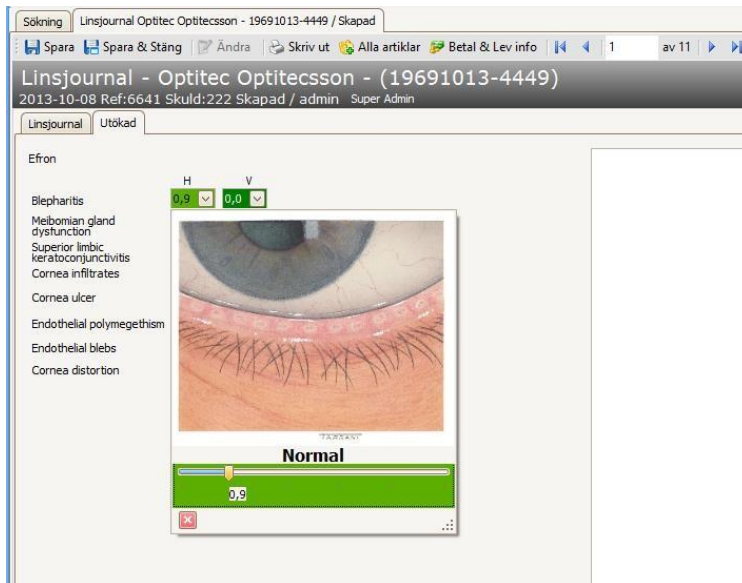 Sökning Linsjournal Optitec Optitecsson - 19691013-4449 / Skapad
Spara Spara & Stäng Ändra Skriv ut Alla artiklar Betal & Lev info 1 av 11
Linsjournal - Optitec Optitecsson - (19691013-4449)
2013-10-08 Ref:6641 Skuld:222 Skapad / admin Super Admin
Linsjournal Utökad
Efron
H V
Blepharitis 0,9 0,0
Meibomian gland
dysfunction
Superior limbic
keratoconjunctivitis
Cornea infiltrates
Cornea ulcer
Endothelial polymegethism
Endothelial blebs
Cornea distortion
TARRANT
Normal
0,9